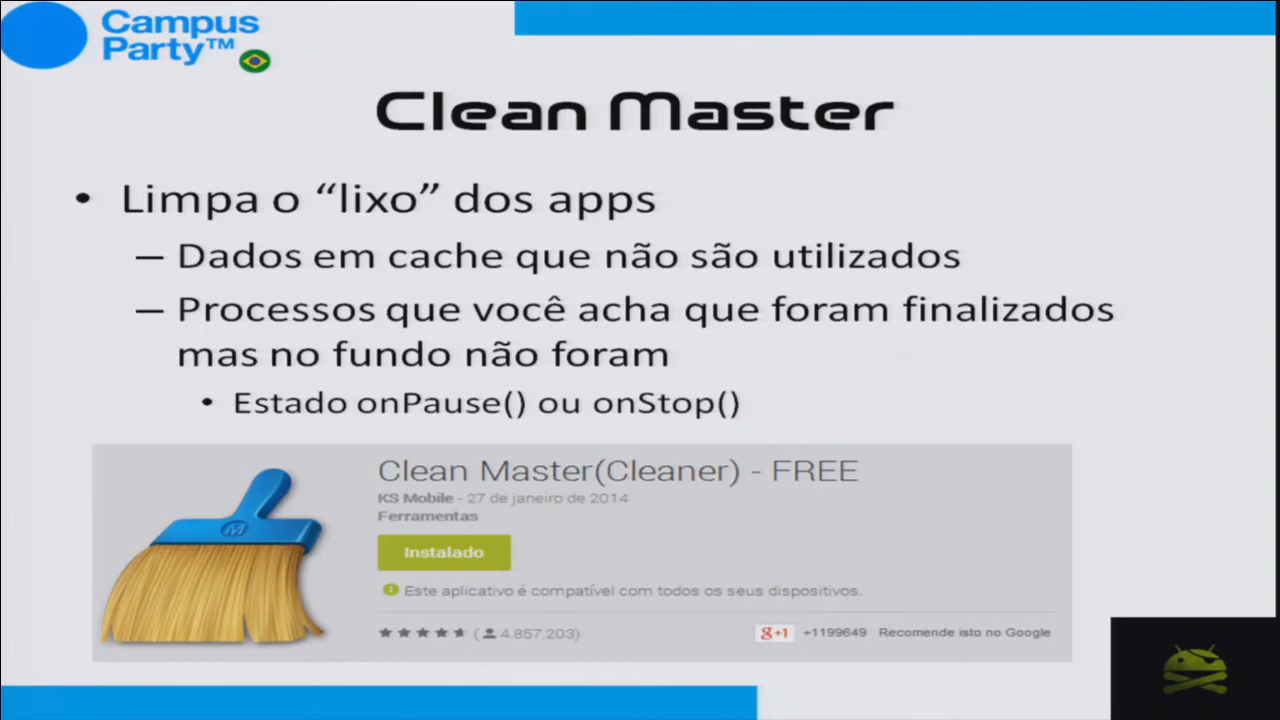 Campus
Party™
Clean Master
• Limpa o “lixo” dos apps
– Dados em cache que não são utilizados
– Processos que você acha que foram finalizados
mas no fundo não foram
• Estado onPause() ou onStop()
Clean Master(Cleaner) - FREE
KS Mobile - 27 de janeiro de 2014
Ferramentas
Instalado
Este aplicativo é compatível com todos os seus dispositivos.
(4.857.203)
g+1 +1199649 Recomende isto no Google
M